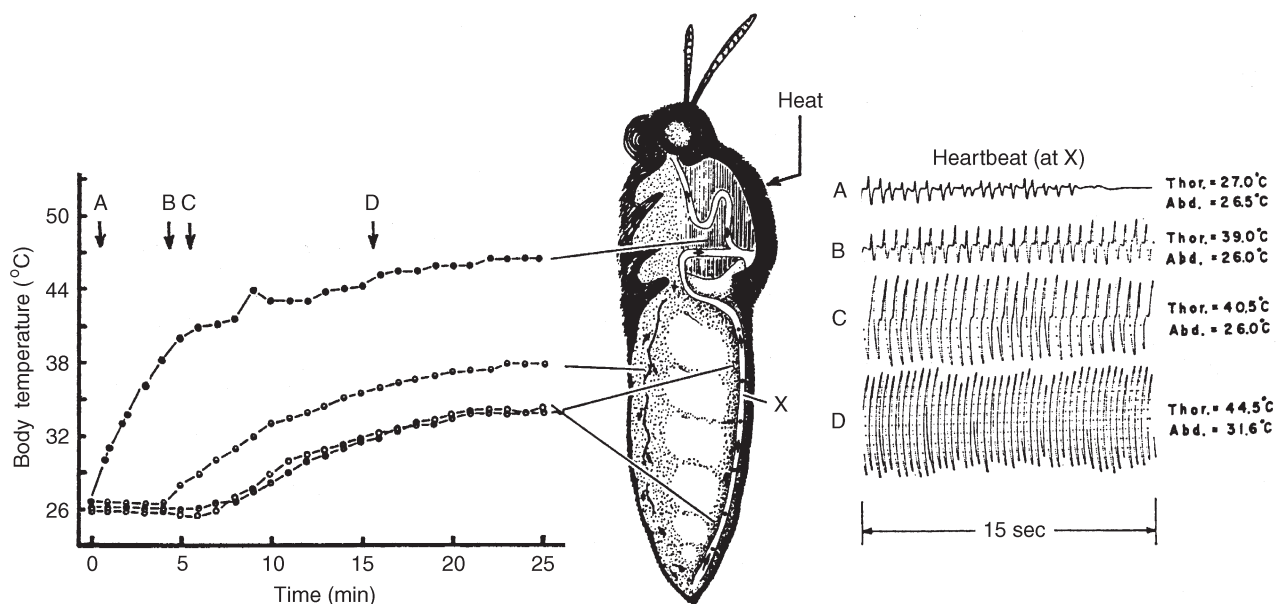 Heat
Heartbeat (at X)
A
Thor. = 27.0°C
Abd. = 26.5°C
B
Thor. = 39.0°C
Abd. = 26.0°C
C
Thor. = 40.5°C
Abd. = 26.0°C
D
Thor. = 44.5°C
Abd. = 31.6°C
15 sec
X
A B C D
Body temperature (°C)
50
44
38
32
26
0 5 10 15 20 25
Time (min)